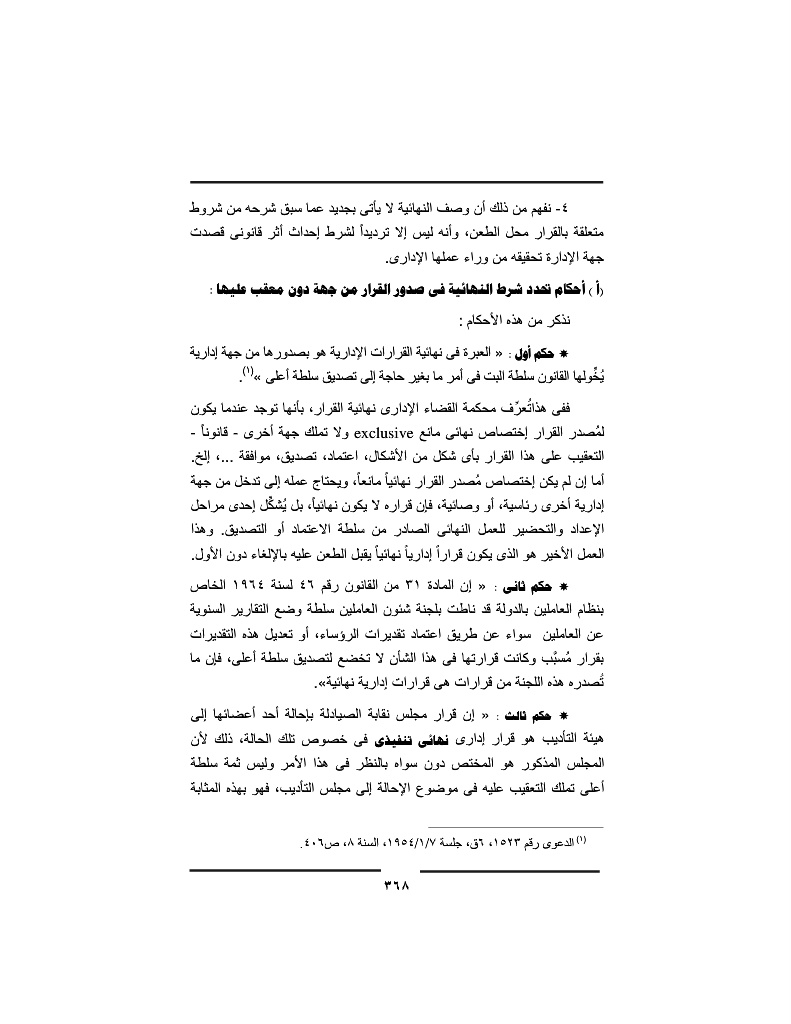 ٤- نفهم من ذلك أن وصف النهائية لا يأتى بجديد عما سبق شرحه من شروط
متعلقة بالقرار محل الطعن، وأنه ليس إلا ترديداً لشرط إحداث أثر قانونى قصدت
جهة الإدارة تحقيقه من وراء عملها الإدارى.
(أ) أحكام تحدد شرط النهائية فى صدور القرار من جهة دون معقب عليها :
نذكر من هذه الأحكام :
* حكم أول : « العبرة فى نهائية القرارات الإدارية هو بصدورها من جهة إدارية
يُخِّولها القانون سلطة البت فى أمر ما بغير حاجة إلى تصديق سلطة أعلى »(١).
ففى هذاتُعرِّف محكمة القضاء الإدارى نهائية القرار، بأنها توجد عندما يكون
لمُصدر القرار إختصاص نهائى مانع exclusive ولا تملك جهة أخرى - قانوناً -
التعقيب على هذا القرار بأى شكل من الأشكال، اعتماد، تصديق، موافقة ...، إلخ.
أما إن لم يكن إختصاص مُصدر القرار نهائياً مانعاً، ويحتاج عمله إلى تدخل من جهة
إدارية أخرى رئاسية، أو وصائية، فإن قراره لا يكون نهائياً، بل يُشكِّل إحدى مراحل
الإعداد والتحضير للعمل النهائى الصادر من سلطة الاعتماد أو التصديق. وهذا
العمل الأخير هو الذى يكون قراراً إدارياً نهائياً يقبل الطعن عليه بالإلغاء دون الأول.
* حكم ثانى : « إن المادة ٣١ من القانون رقم ٤٦ لسنة ١٩٦٤ الخاص
بنظام العاملين بالدولة قد ناطت بلجنة شئون العاملين سلطة وضع التقارير السنوية
عن العاملين سواء عن طريق اعتماد تقديرات الرؤساء، أو تعديل هذه التقديرات
بقرار مُسبَّب وكانت قرارتها فى هذا الشأن لا تخضع لتصديق سلطة أعلى، فإن ما
تُصدره هذه اللجنة من قرارات هى قرارات إدارية نهائية».
* حكم ثالث : « إن قرار مجلس نقابة الصيادلة بإحالة أحد أعضائها إلى
هيئة التأديب هو قرار إدارى نهائى تنفيذى فى خصوص تلك الحالة، ذلك لأن
المجلس المذكور هو المختص دون سواه بالنظر فى هذا الأمر وليس ثمة سلطة
أعلى تملك التعقيب عليه فى موضوع الإحالة إلى مجلس التأديب، فهو بهذه المثابة
(١) الدعوى رقم ١٥٢٣، ٦ق، جلسة ١٩٥٤/١/٧، السنة ٨، ص٤٠٦.
٣٦٨